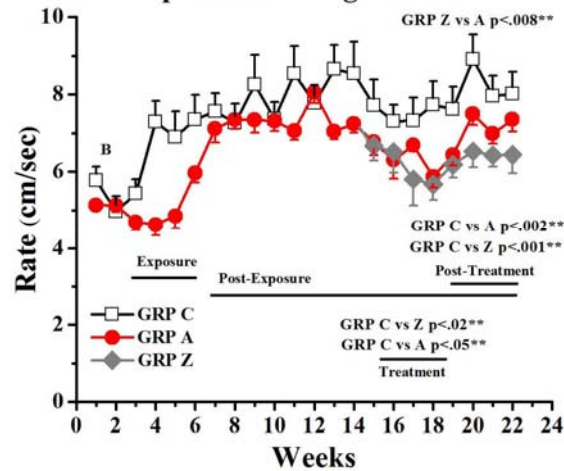 10
GRP Z vs A p<.008**
8
B
6
Rate (cm/sec)
GRP C vs A p<.002**
4
GRP C vs Z p<.001**
Exposure
Post-Treatment
Post-Exposure
GRP C
GRP A
GRP Z
2
GRP C vs Z p<.02**
GRP C vs A p<.05**
Treatment
0
0 2 4 6 8 10 12 14 16 18 20 22
Weeks